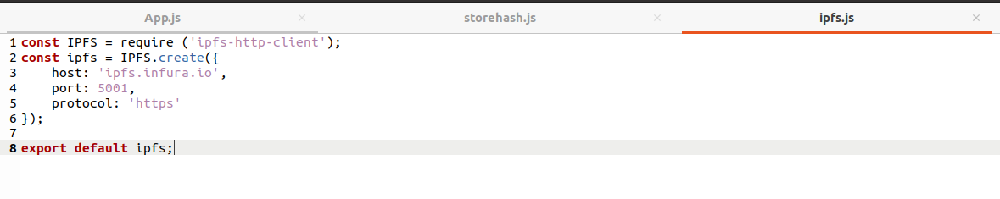 App.js × storehash.js × ipfs.js ×
1 const IPFS = require ('ipfs-http-client');
2 const ipfs = IPFS.create({
3     host: 'ipfs.infura.io',
4     port: 5001,
5     protocol: 'https'
6 });
7
8 export default ipfs;